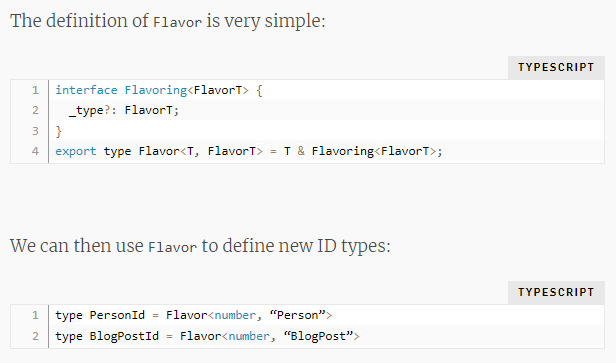 The definition of Flavor is very simple:
TYPESCRIPT
1 interface Flavoring<FlavorT> {
2   _type?: FlavorT;
3 }
4 export type Flavor<T, FlavorT> = T & Flavoring<FlavorT>;
We can then use Flavor to define new ID types:
TYPESCRIPT
1 type PersonId = Flavor<number, “Person”>
2 type BlogPostId = Flavor<number, “BlogPost”>